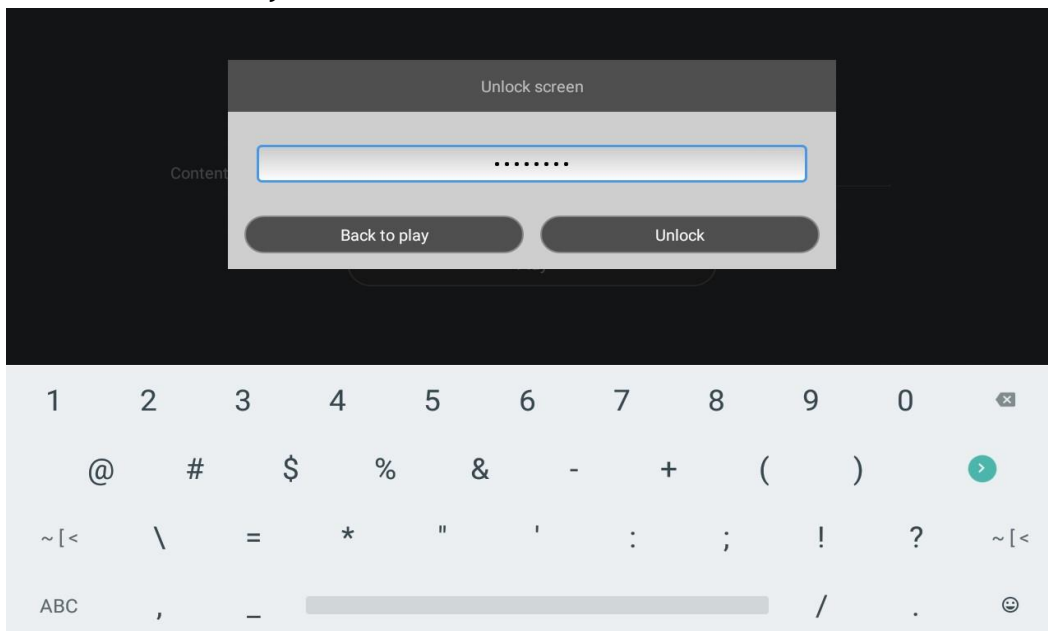 Unlock screen
Content
••••••••
Back to play
Unlock
1 2 3 4 5 6 7 8 9 0
@ # $ % & - + ( )
~ [ < \ = * " ' : ; ! ? ~ [ <
ABC , _ / .